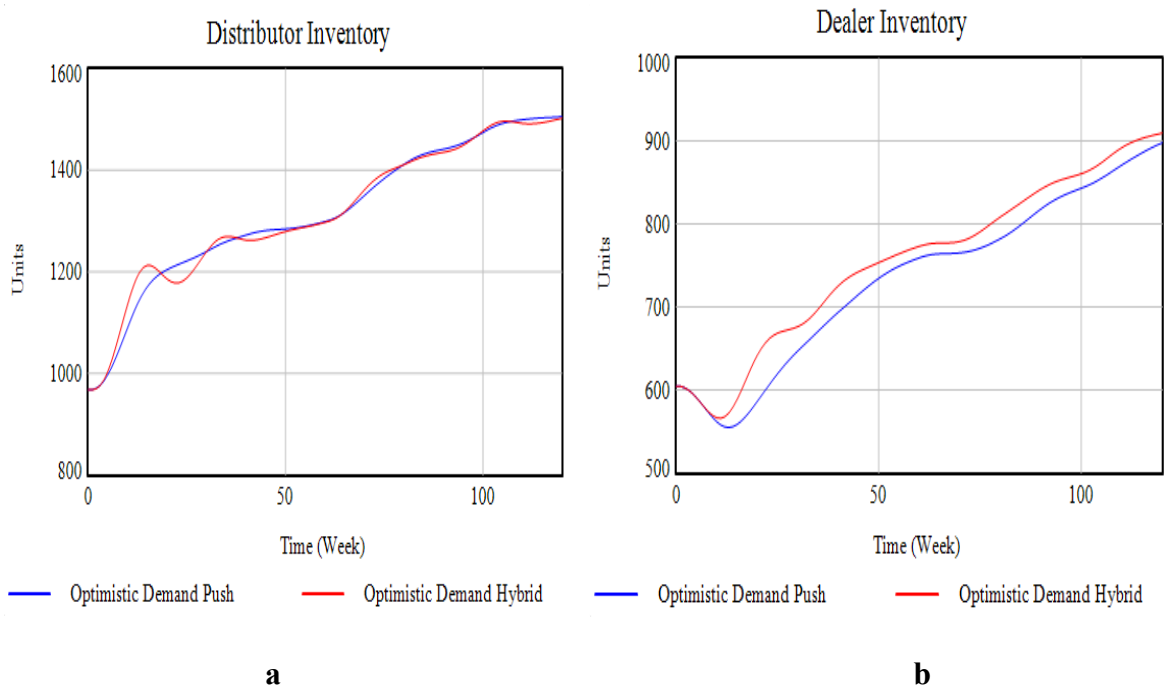 Distributor Inventory
1600
1400
1200
1000
800
Units
0
50
100
Time (Week)
Optimistic Demand Push
Optimistic Demand Hybrid
a
Dealer Inventory
1000
900
800
700
600
500
Units
0
50
100
Time (Week)
Optimistic Demand Push
Optimistic Demand Hybrid
b